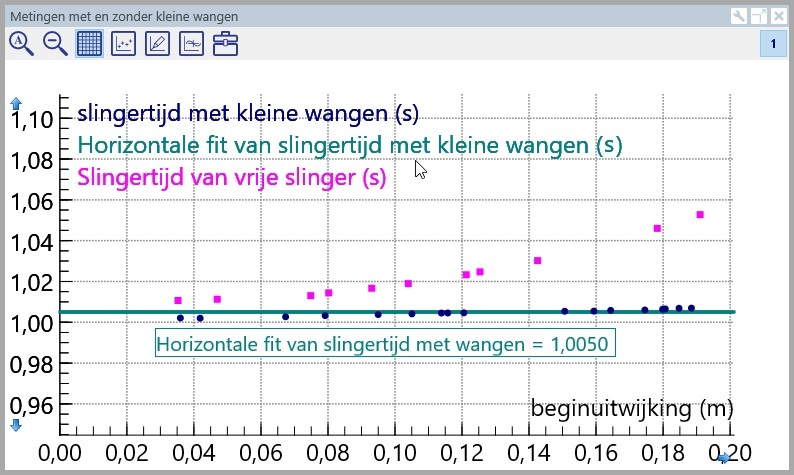 Metingen met en zonder kleine wangen
A
1
slingertijd met kleine wangen (s)
Horizontale fit van slingertijd met kleine wangen (s)
Slingertijd van vrije slinger (s)
1,10
1,08
1,06
1,04
1,02
1,00
0,98
0,96
Horizontale fit van slingertijd met wangen = 1,0050
beginuitwijking (m)
0,00 0,02 0,04 0,06 0,08 0,10 0,12 0,14 0,16 0,18 0,20